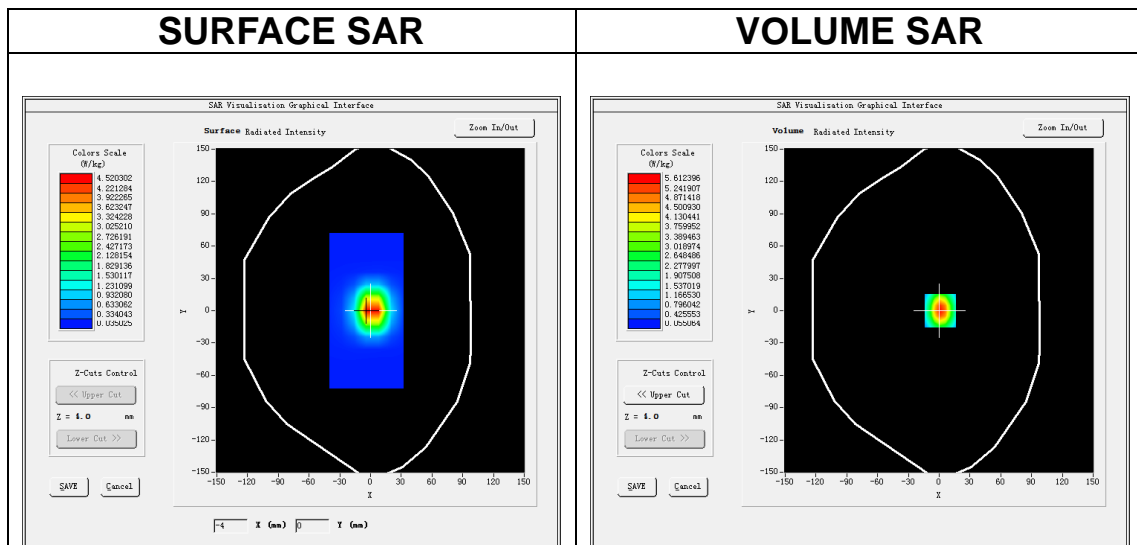 SURFACE SAR
VOLUME SAR
SAR Visualisation Graphical Interface
Surface Radiated Intensity
Zoom In/Out
Colors Scale
(W/kg)
4.520302
4.221284
3.922265
3.623247
3.324228
3.025210
2.726191
2.427173
2.128154
1.829136
1.530117
1.231099
0.932080
0.633062
0.334043
0.035025
150
120
90
60
30
0
-30
-60
-90
-120
-150
Y
-150 -120 -90 -60 -30 0 30 60 90 120 150
X
Z-Cuts Control
<< Upper Cut
Z = 4.0 mm
Lower Cut >>
SAVE Cancel
-4 X (mm) 0 Y (mm)
SAR Visualisation Graphical Interface
Volume Radiated Intensity
Zoom In/Out
Colors Scale
(W/kg)
5.612396
5.241907
4.871418
4.500930
4.130441
3.759952
3.389463
3.018974
2.648486
2.277997
1.907508
1.537019
1.166530
0.796042
0.425553
0.055064
150
120
90
60
30
0
-30
-60
-90
-120
-150
Y
-150 -120 -90 -60 -30 0 30 60 90 120 150
X
Z-Cuts Control
<< Upper Cut
Z = 4.0 mm
Lower Cut >>
SAVE Cancel